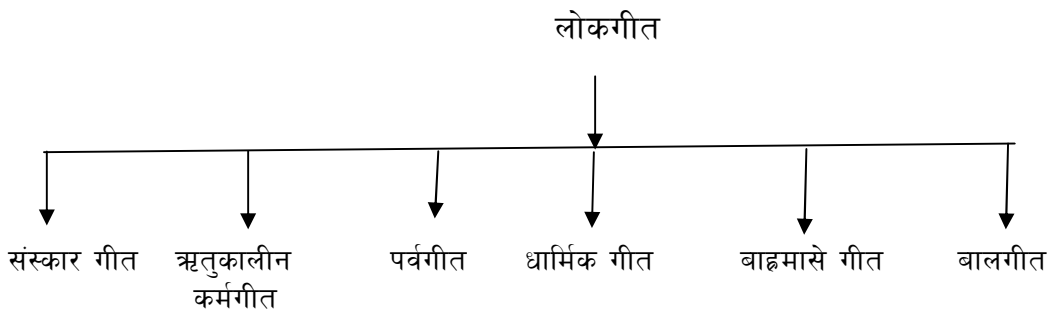 लोकगीत
संस्कार गीत ऋतुकालीन पर्वगीत धार्मिक गीत बाह्रमासे गीत बालगीत
कर्मगीत